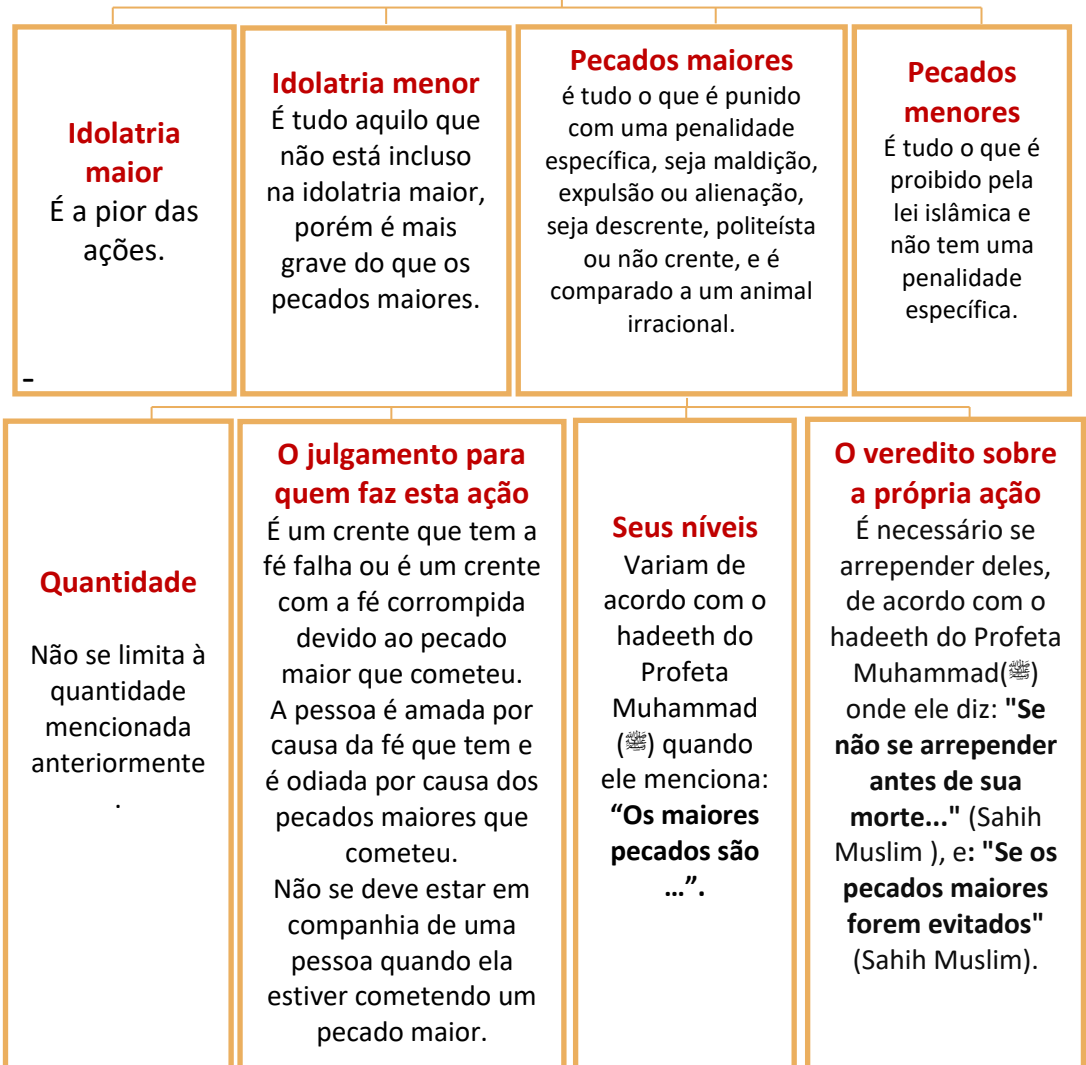 Idolatria
maior
É a pior das
ações.
-
Idolatria menor
É tudo aquilo que
não está incluso
na idolatria maior,
porém é mais
grave do que os
pecados maiores.
Pecados maiores
é tudo o que é punido
com uma penalidade
específica, seja maldição,
expulsão ou alienação,
seja descrente, politeísta
ou não crente, e é
comparado a um animal
irracional.
Pecados
menores
É tudo o que é
proibido pela
lei islâmica e
não tem uma
penalidade
específica.
Quantidade
Não se limita à
quantidade
mencionada
anteriormente
.
O julgamento para
quem faz esta ação
É um crente que tem a
fé falha ou é um crente
com a fé corrompida
devido ao pecado
maior que cometeu.
A pessoa é amada por
causa da fé que tem e
é odiada por causa dos
pecados maiores que
cometeu.
Não se deve estar em
companhia de uma
pessoa quando ela
estiver cometendo um
pecado maior.
Seus níveis
Variam de
acordo com o
hadeeth do
Profeta
Muhammad
(ﷺ) quando
ele menciona:
“Os maiores
pecados são
...”.
O veredito sobre
a própria ação
É necessário se
arrepender deles,
de acordo com o
hadeeth do Profeta
Muhammad(ﷺ)
onde ele diz: "Se
não se arrepender
antes de sua
morte..." (Sahih
Muslim ), e: "Se os
pecados maiores
forem evitados"
(Sahih Muslim).